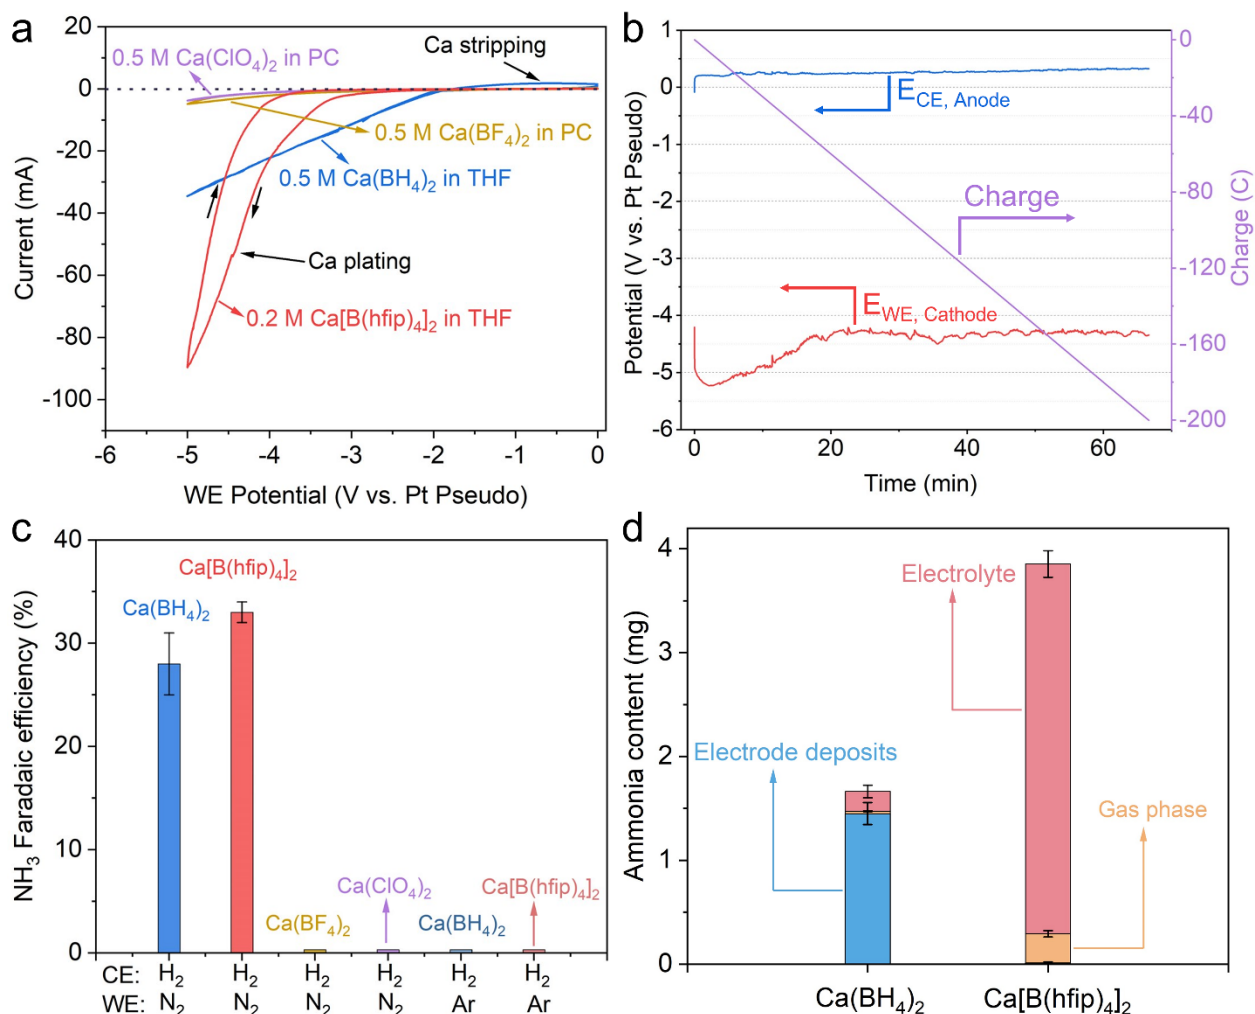 a
20
0
-20
-40
-60
-80
-100
Current (mA)
-6
-5
-4
-3
-2
-1
0
WE Potential (V vs. Pt Pseudo)
Ca stripping
0.5 M Ca(ClO₄)₂ in PC
0.5 M Ca(BF₄)₂ in PC
0.5 M Ca(BH₄)₂ in THF
Ca plating
0.2 M Ca[B(hfip)₄]₂ in THF
b
1
0
-1
-2
-3
-4
-5
-6
Potential (V vs. Pt Pseudo)
E_CE, Anode
Charge
E_WE, Cathode
0
-40
-80
-120
-160
-200
Charge (C)
0
20
40
60
Time (min)
c
40
30
20
10
0
NH₃ Faradaic efficiency (%)
Ca(BH₄)₂
Ca[B(hfip)₄]₂
Ca(BF₄)₂
Ca(ClO₄)₂
Ca(BH₄)₂
Ca[B(hfip)₄]₂
CE: H₂ H₂ H₂ H₂ H₂ H₂
WE: N₂ N₂ N₂ N₂ Ar Ar
d
4
3
2
1
0
Ammonia content (mg)
Electrolyte
Electrode deposits
Gas phase
Ca(BH₄)₂
Ca[B(hfip)₄]₂